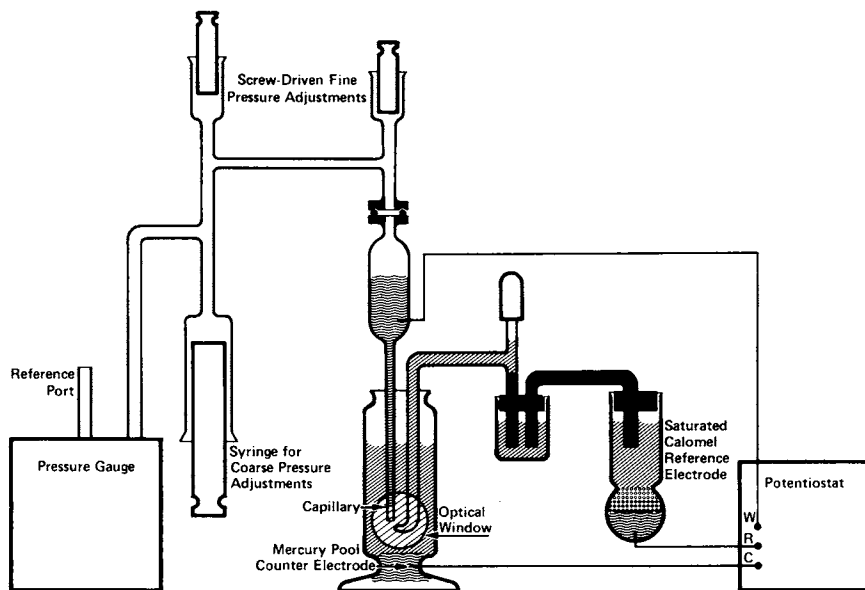 Screw-Driven Fine
Pressure Adjustments
Reference
Port
Pressure Gauge
Syringe for
Coarse Pressure
Adjustments
Capillary
Optical
Window
Mercury Pool
Counter Electrode
Saturated
Calomel
Reference
Electrode
Potentiostat
W
R
C